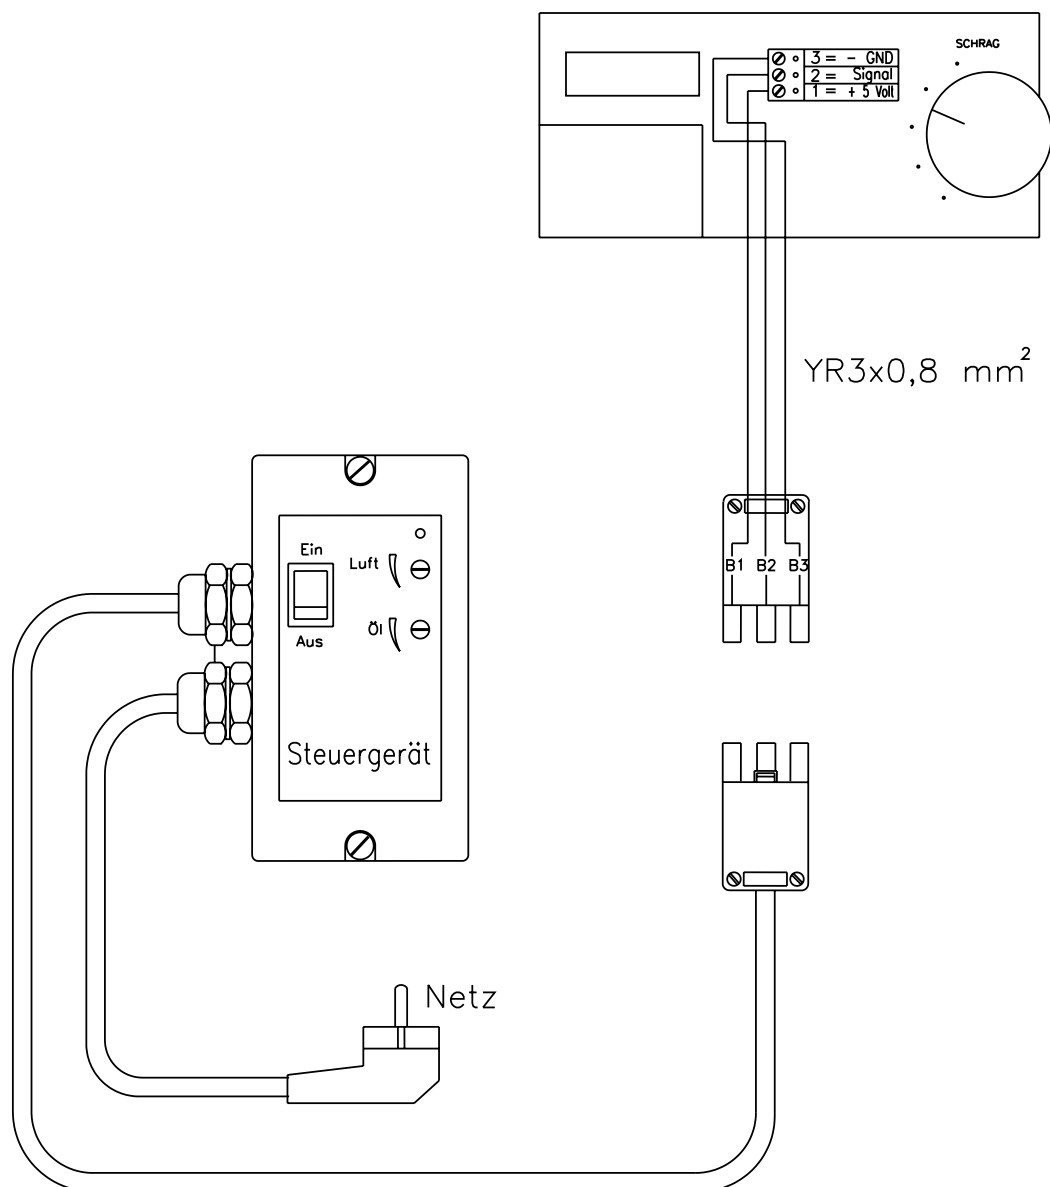 SCHRAG
3 = - GND
2 = Signal
1 = + 5 Volt
YR3x0,8 mm²
Ein
Luft
Öl
Aus
B1 B2 B3
Steuergerät
Netz